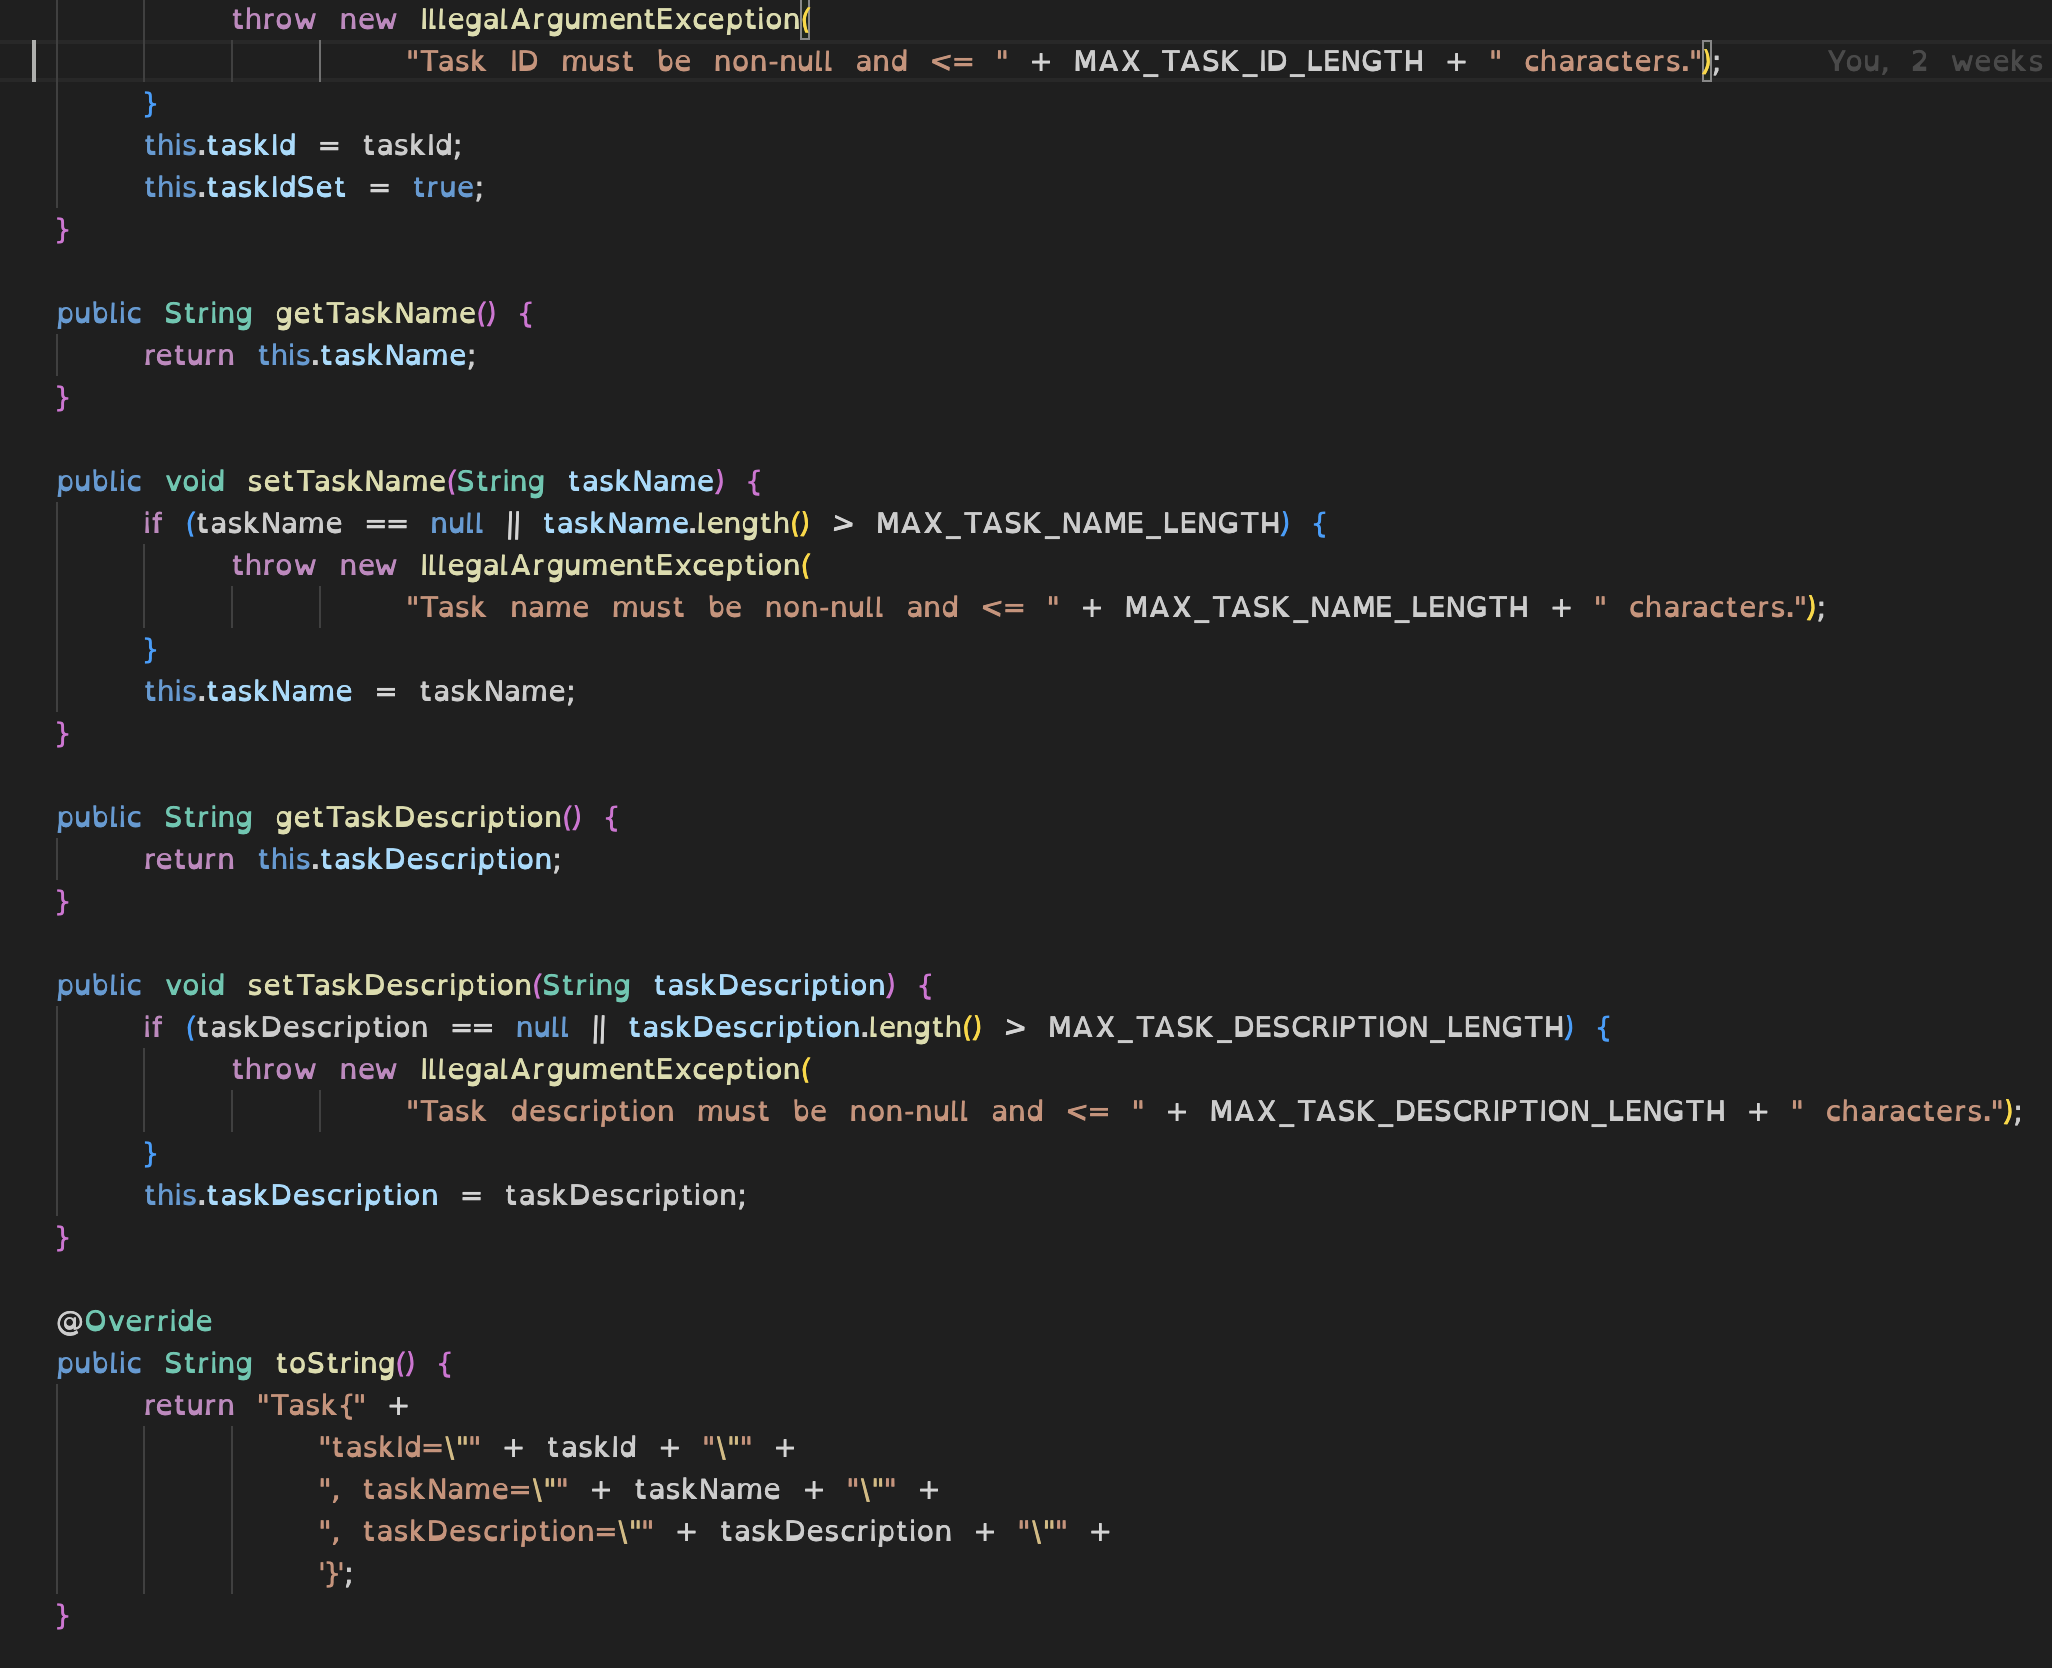 throw new IllegalArgumentException(
"Task ID must be non-null and <= " + MAX_TASK_ID_LENGTH + " characters."); You, 2 weeks
}
this.taskId = taskId;
this.taskIdSet = true;
}
public String getTaskName() {
return this.taskName;
}
public void setTaskName(String taskName) {
if (taskName == null || taskName.length() > MAX_TASK_NAME_LENGTH) {
throw new IllegalArgumentException(
"Task name must be non-null and <= " + MAX_TASK_NAME_LENGTH + " characters.");
}
this.taskName = taskName;
}
public String getTaskDescription() {
return this.taskDescription;
}
public void setTaskDescription(String taskDescription) {
if (taskDescription == null || taskDescription.length() > MAX_TASK_DESCRIPTION_LENGTH) {
throw new IllegalArgumentException(
"Task description must be non-null and <= " + MAX_TASK_DESCRIPTION_LENGTH + " characters.");
}
this.taskDescription = taskDescription;
}
@Override
public String toString() {
return "Task{" +
"taskId=\"" + taskId + "\"" +
", taskName=\"" + taskName + "\"" +
", taskDescription=\"" + taskDescription + "\"" +
'}';
}